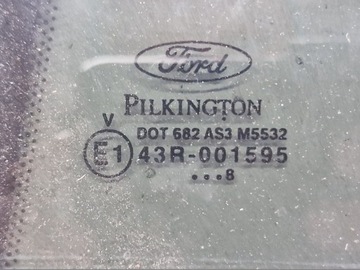 Ford
PILKINGTON
V
DOT 682 AS3 M5532
E1 43R-001595
...8